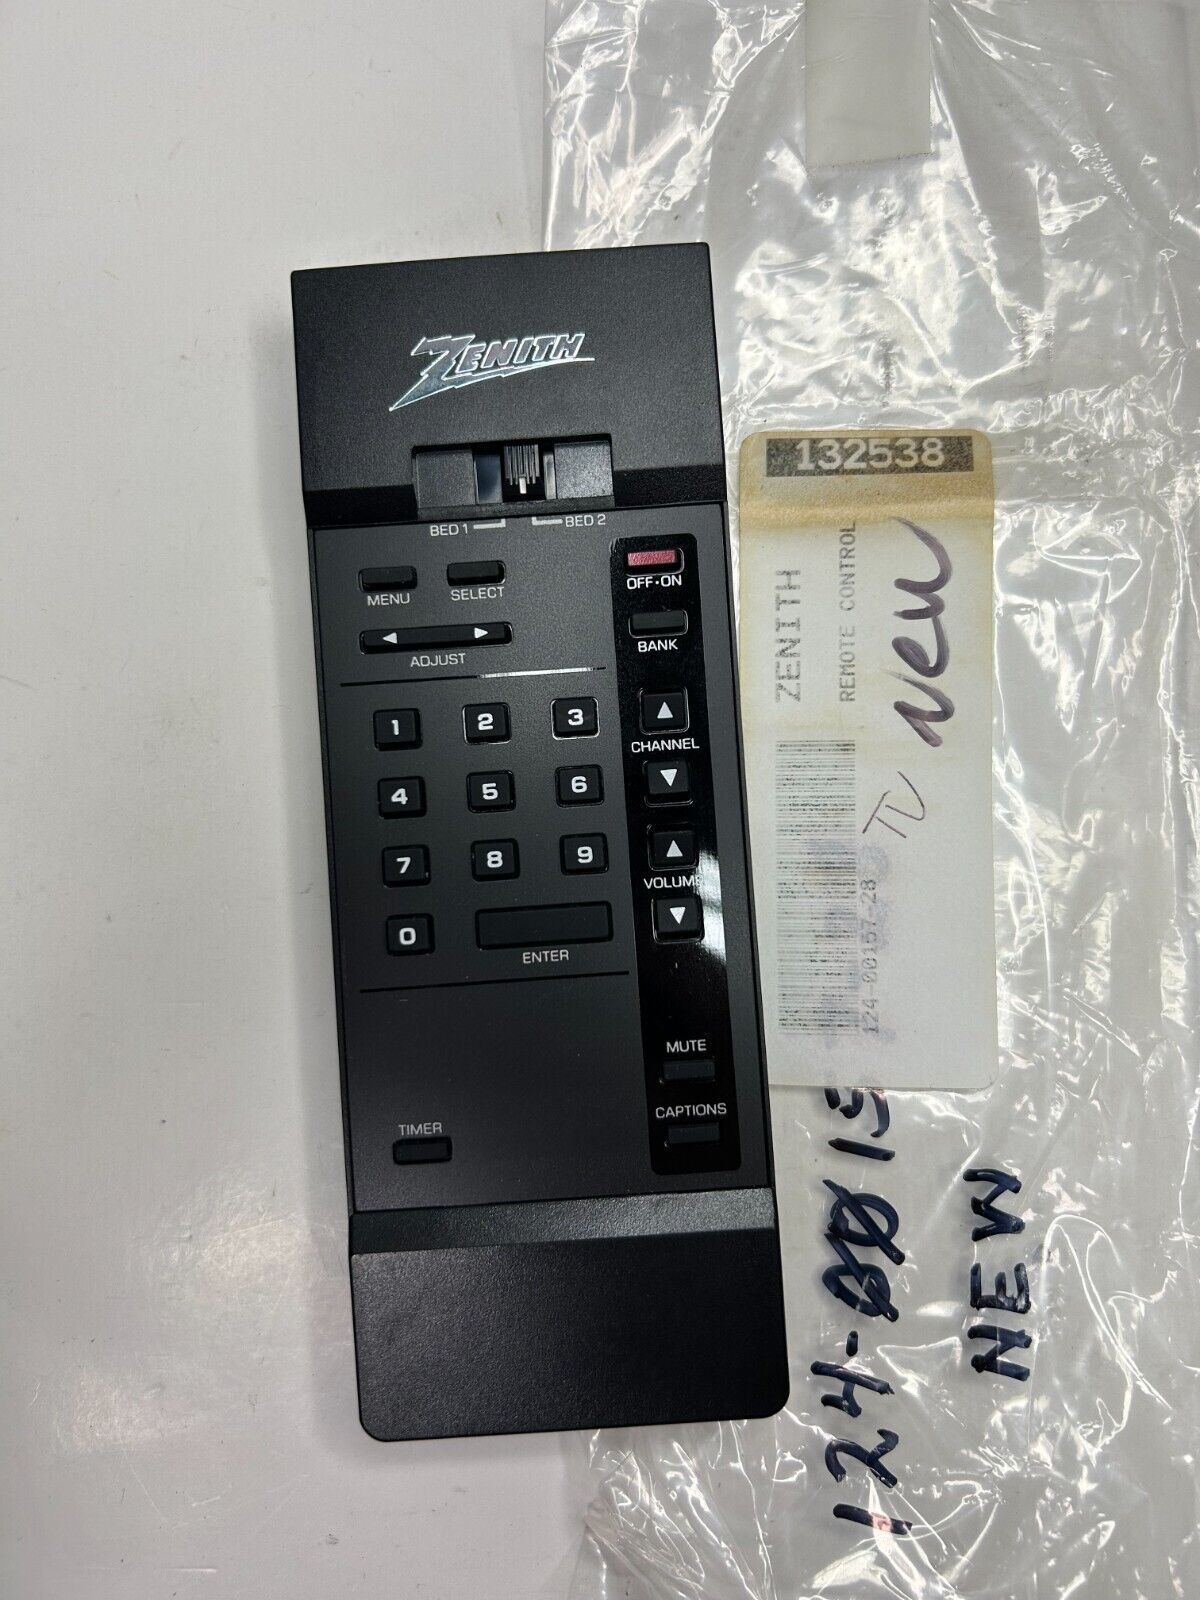 ZENITH
BED 1
BED 2
MENU
SELECT
OFF•ON
ADJUST
BANK
1 2 3
CHANNEL
4 5 6
7 8 9
VOLUME
0
ENTER
MUTE
CAPTIONS
TIMER
132538
ZENITH
REMOTE CONTROL
New
TV
124-00157-28
124-0015
NEW